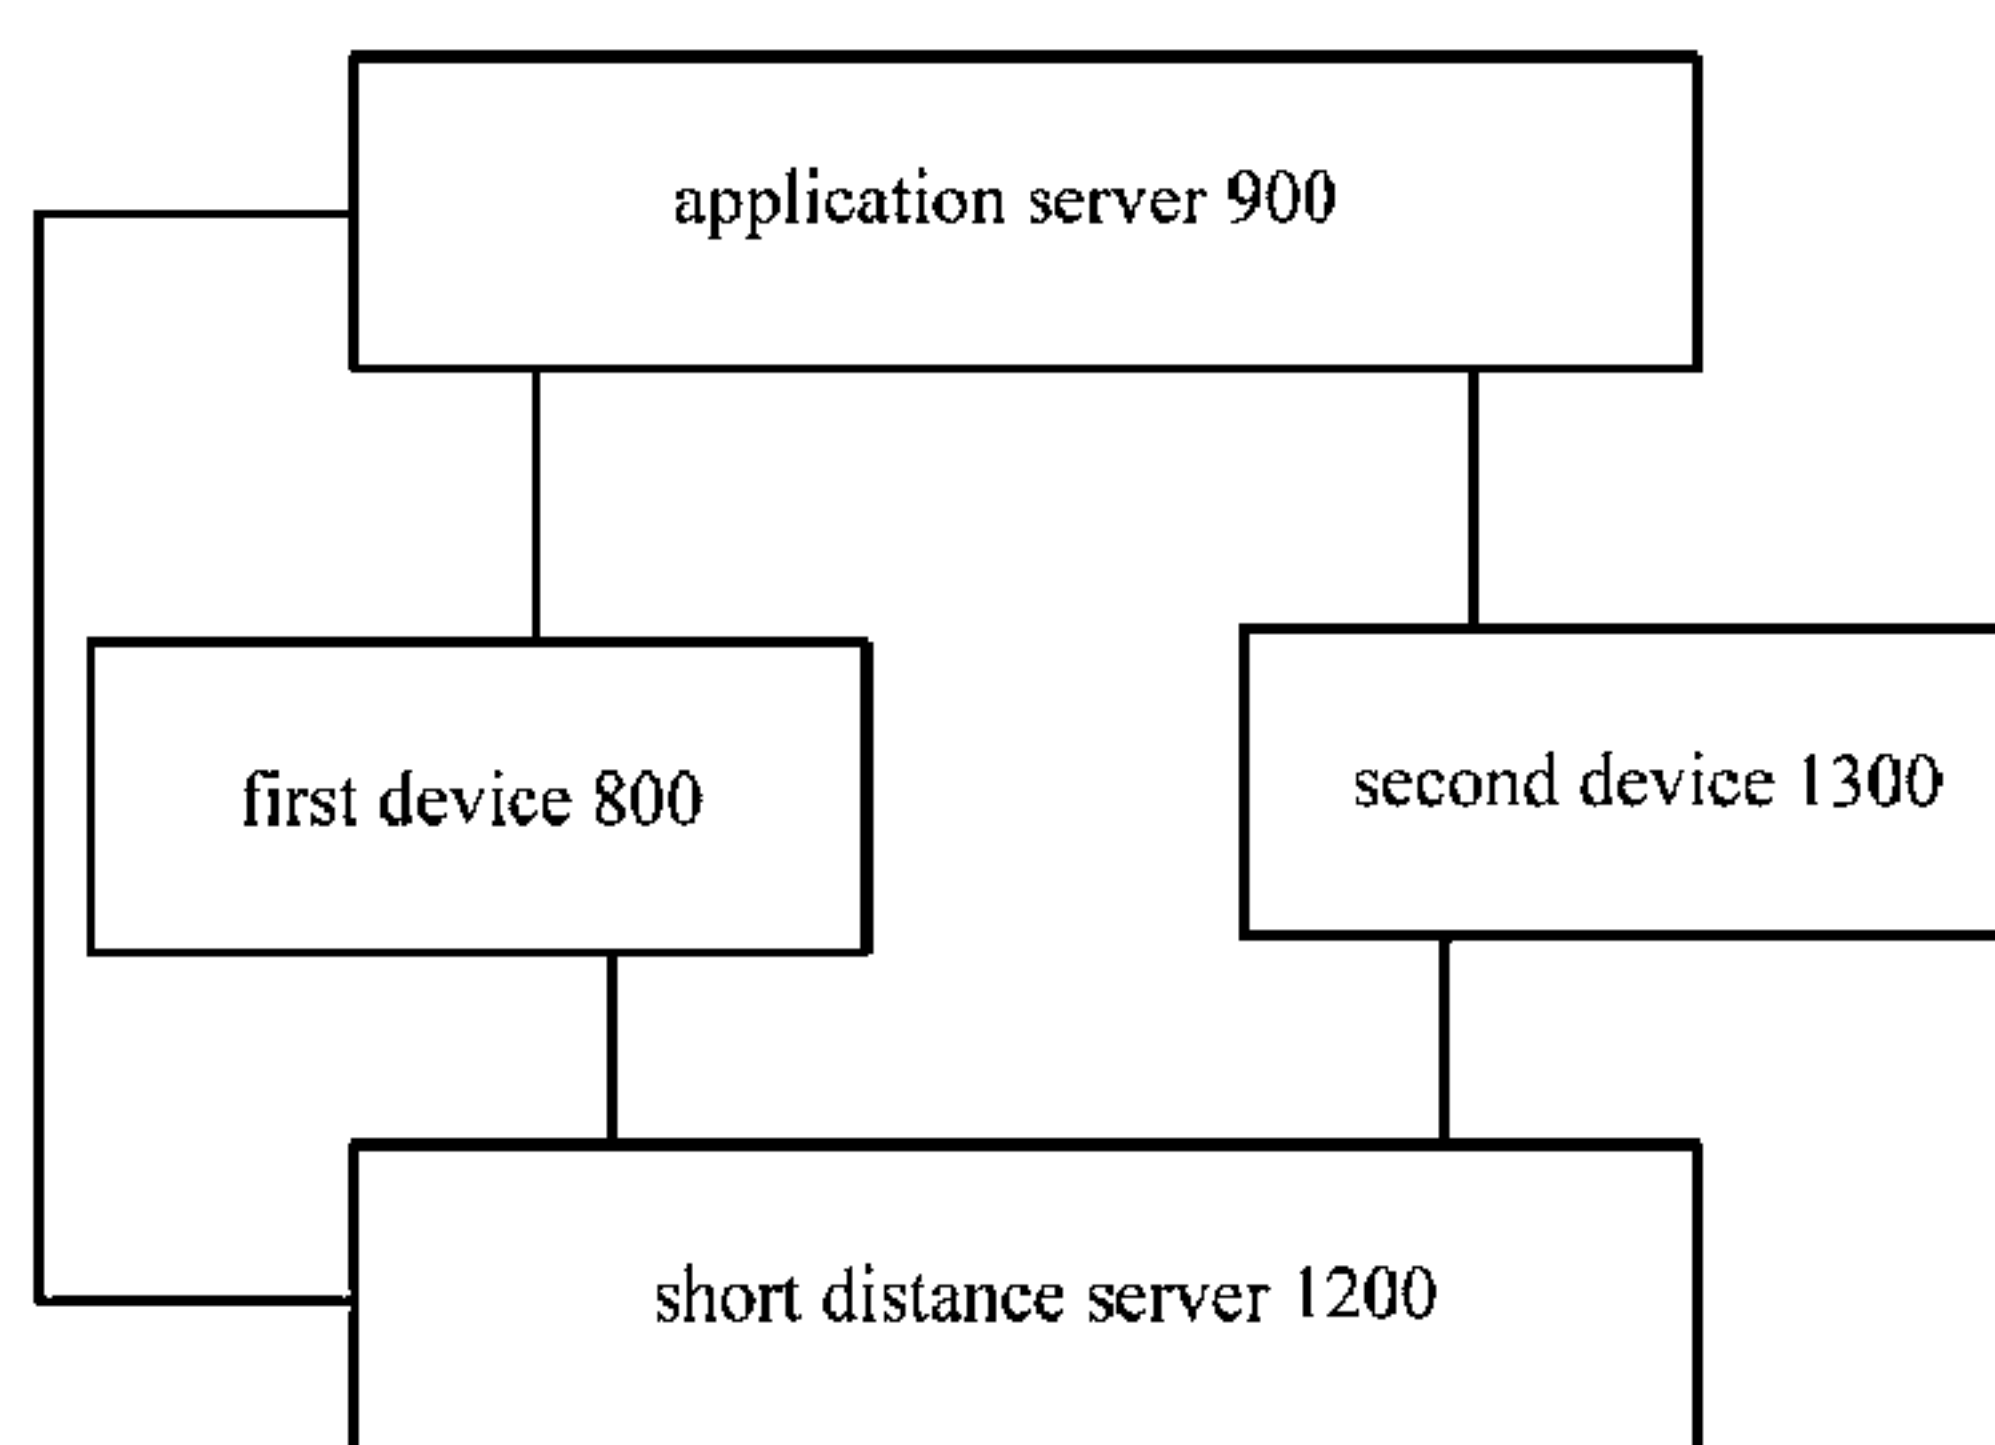 application server 900
first device 800
second device 1300
short distance server 1200